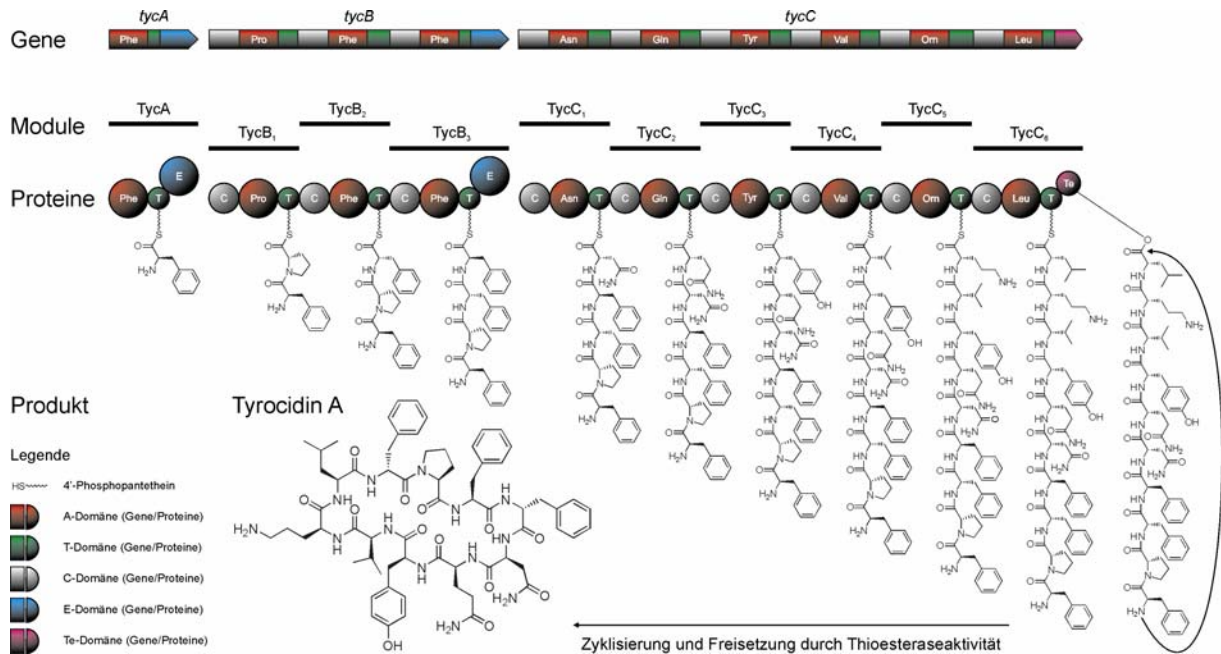 tycA tycB tycC
Gene
Phe Pro Phe Phe Asn Gln Tyr Val Orn Leu
Module
TycA TycB₁ TycB₂ TycB₃ TycC₁ TycC₂ TycC₃ TycC₄ TycC₅ TycC₆
Proteine
Phe T E C Pro T C Phe T C Phe T E C Asn T C Gln T C Tyr T C Val T C Orn T C Leu T Te
Produkt
Tyrocidin A
Legende
HS 4'-Phosphopantethein
A-Domäne (Gene/Proteine)
T-Domäne (Gene/Proteine)
C-Domäne (Gene/Proteine)
E-Domäne (Gene/Proteine)
Te-Domäne (Gene/Proteine)
Zyklisierung und Freisetzung durch Thioesteraseaktivität